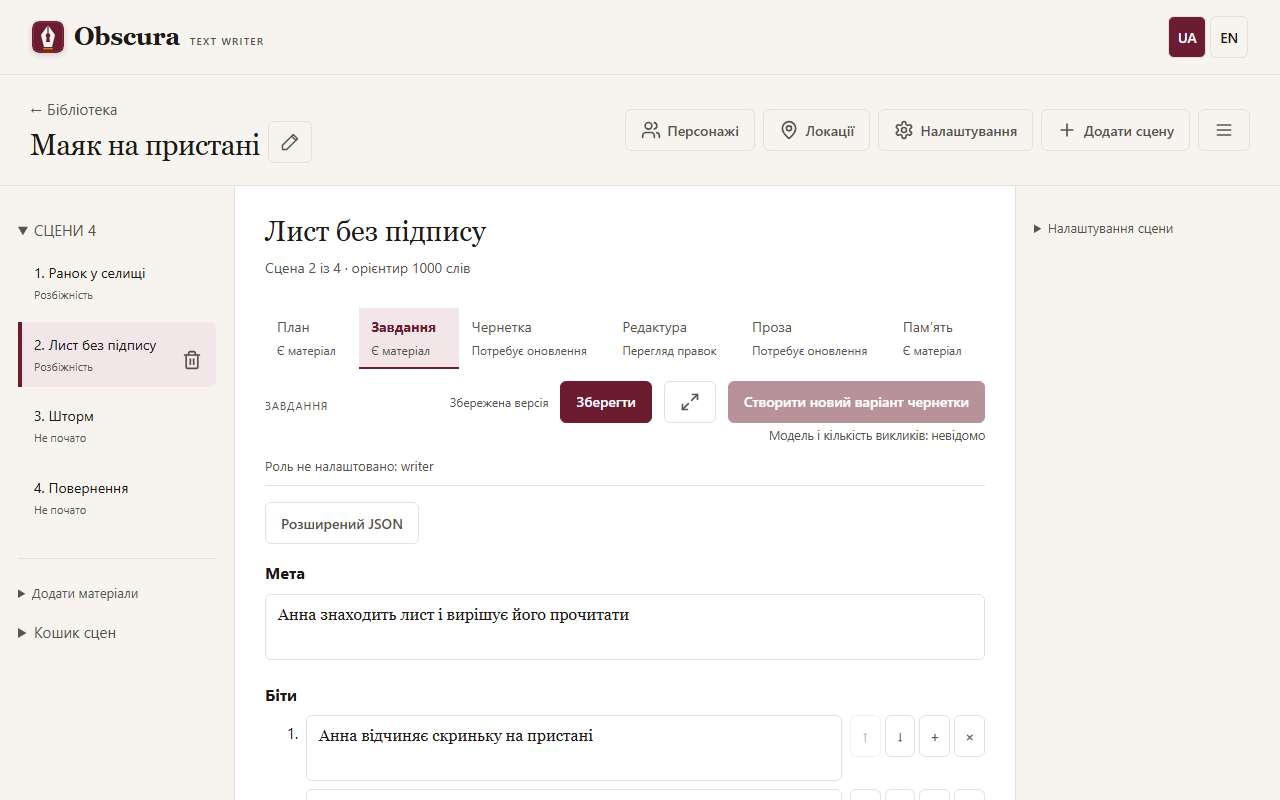 Obscura TEXT WRITER
UA EN
← Бібліотека
Маяк на пристані
Персонажі
Локації
Налаштування
Додати сцену
СЦЕНИ 4
1. Ранок у селищі
Розбіжність
2. Лист без підпису
Розбіжність
3. Шторм
Не почато
4. Повернення
Не почато
Додати матеріали
Кошик сцен
Лист без підпису
Сцена 2 із 4 · орієнтир 1000 слів
План
Є матеріал
Завдання
Є матеріал
Чернетка
Потребує оновлення
Редактура
Перегляд правок
Проза
Потребує оновлення
Пам’ять
Є матеріал
ЗАВДАННЯ
Збережена версія
Зберегти
Створити новий варіант чернетки
Модель і кількість викликів: невідомо
Роль не налаштовано: writer
Розширений JSON
Мета
Анна знаходить лист і вирішує його прочитати
Біти
1. Анна відчиняє скриньку на пристані
↑ ↓ + ×
Налаштування сцени